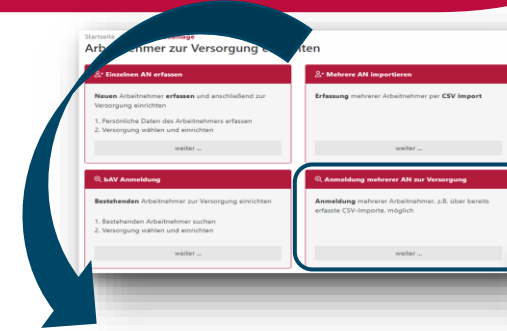 Startseite
Arb
ehmer zur Versorgung e
ten
Einzelnen AN erfassen
Neuen Arbeitnehmer erfassen und anschließend zur
Versorgung einrichten
1. Persönliche Daten des Arbeitnehmers erfassen
2. Versorgung wählen und einrichten
weiter ...
Mehrere AN importieren
Erfassung mehrerer Arbeitnehmer per CSV Import
weiter ...
bAV Anmeldung
Bestehenden Arbeitnehmer zur Versorgung einrichten
1. Bestehenden Arbeitnehmer suchen
2. Versorgung wählen und einrichten
weiter ...
Anmeldung mehrerer AN zur Versorgung
Anmeldung mehrerer Arbeitnehmer, z.B. über bereits
erfasste CSV-Importe, möglich
weiter ...